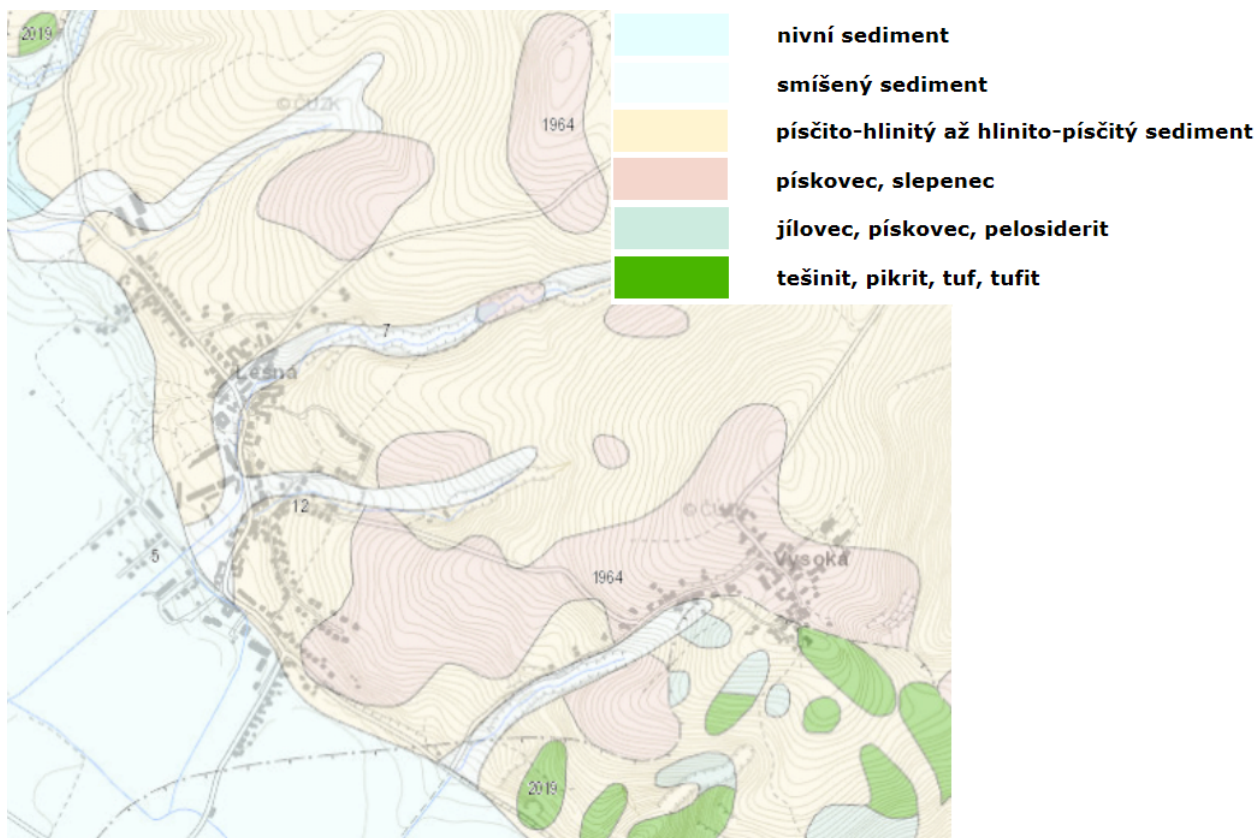 2019
© ČÚZK
1964
7
Lešná
12
© ČÚZK
5
1964
Vysoká
2019
nivní sediment
smíšený sediment
písčito-hlinitý až hlinito-písčitý sediment
pískovec, slepenec
jílovec, pískovec, pelosiderit
tešinit, pikrit, tuf, tufit